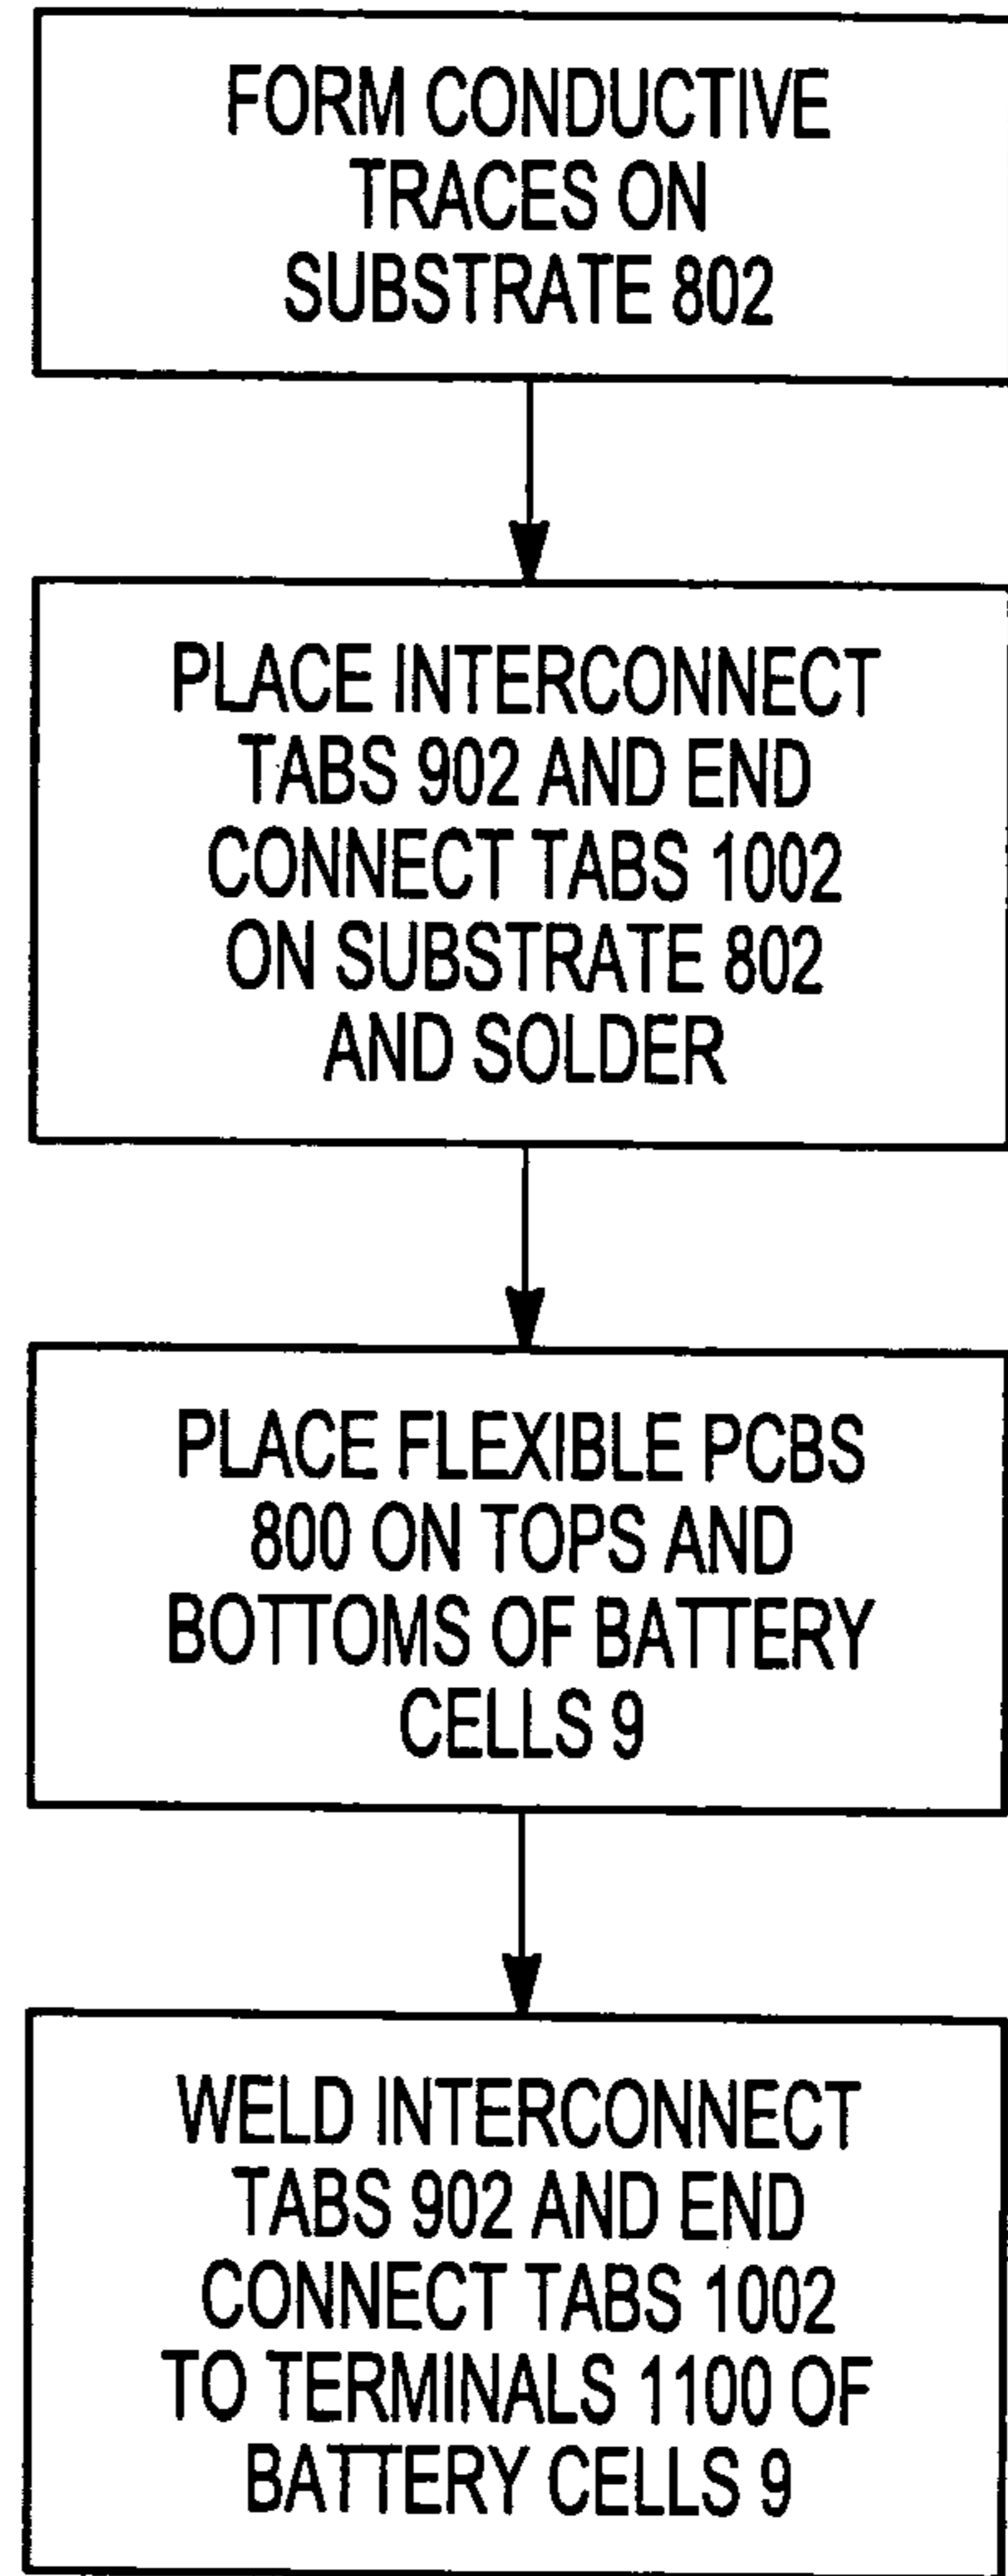 FORM CONDUCTIVE
TRACES ON
SUBSTRATE 802
PLACE INTERCONNECT
TABS 902 AND END
CONNECT TABS 1002
ON SUBSTRATE 802
AND SOLDER
PLACE FLEXIBLE PCBS
800 ON TOPS AND
BOTTOMS OF BATTERY
CELLS 9
WELD INTERCONNECT
TABS 902 AND END
CONNECT TABS 1002
TO TERMINALS 1100 OF
BATTERY CELLS 9